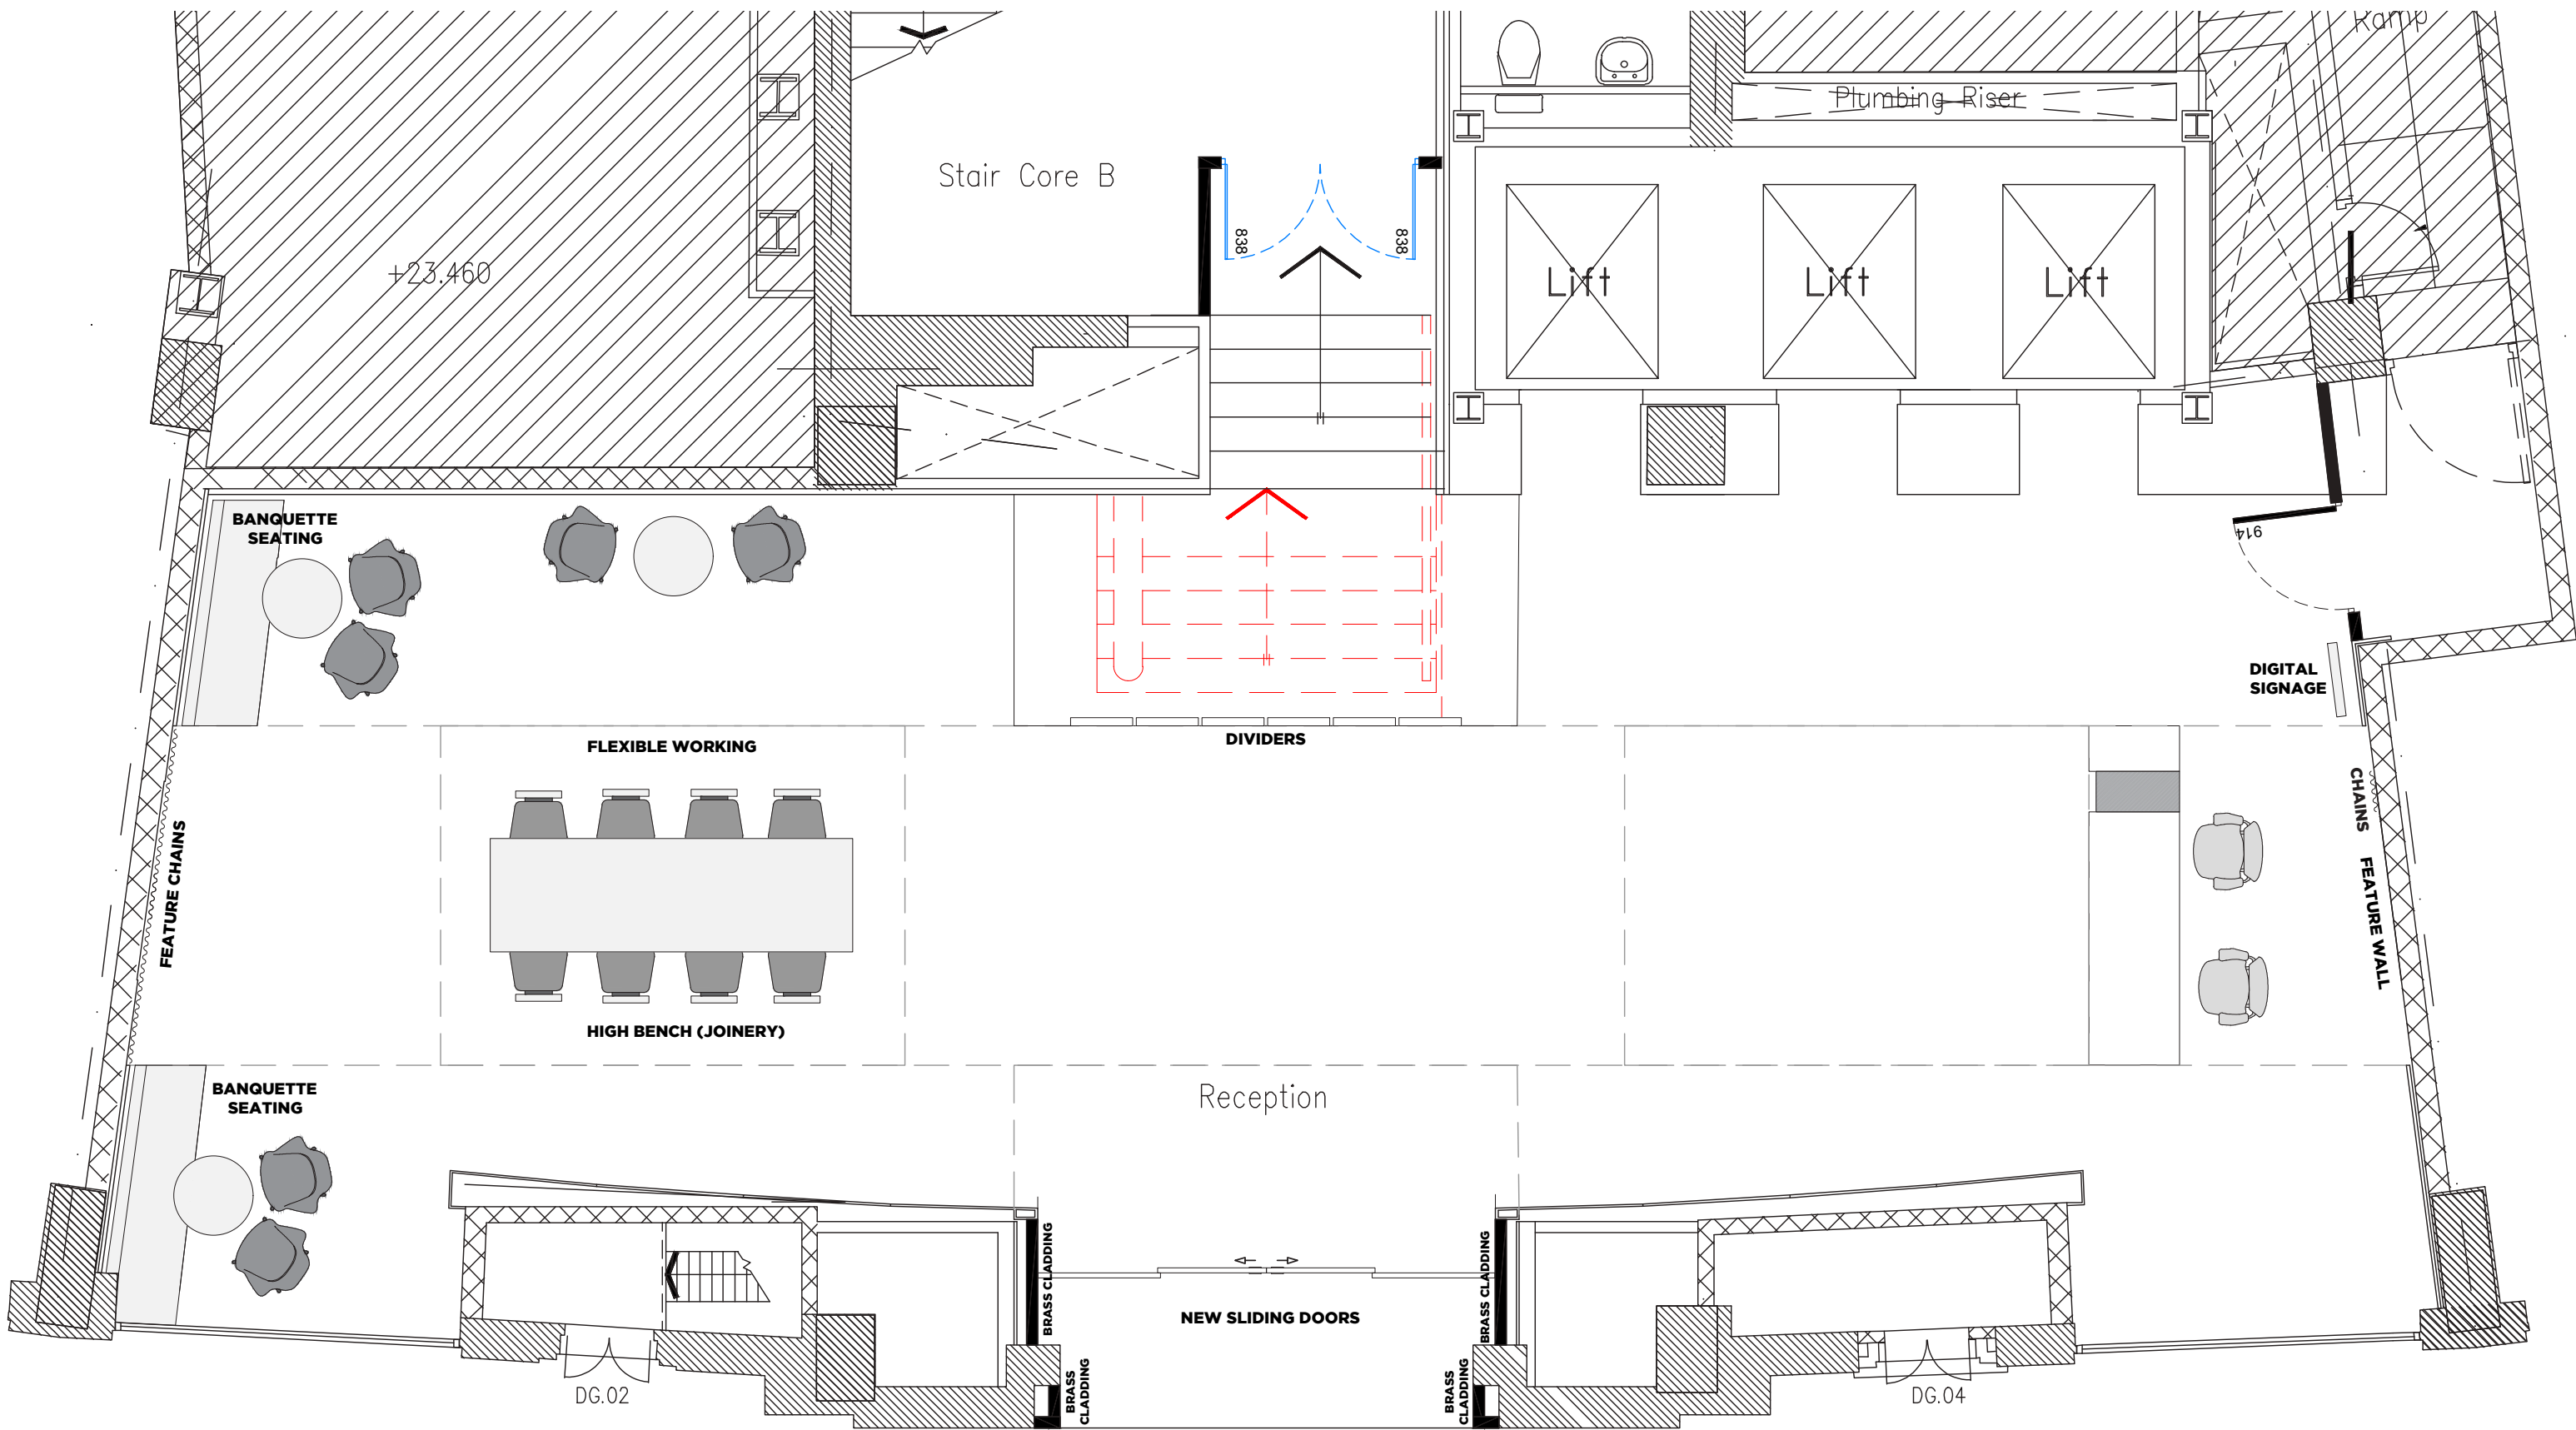 Ramp
Plumbing Riser
Stair Core B
838
838
+23.460
Lift
Lift
Lift
BANQUETTE
SEATING
914
DIGITAL
SIGNAGE
FLEXIBLE WORKING
DIVIDERS
CHAINS
FEATURE WALL
FEATURE CHAINS
HIGH BENCH (JOINERY)
BANQUETTE
SEATING
Reception
BRASS CLADDING
BRASS CLADDING
NEW SLIDING DOORS
BRASS
CLADDING
BRASS
CLADDING
DG.02
DG.04